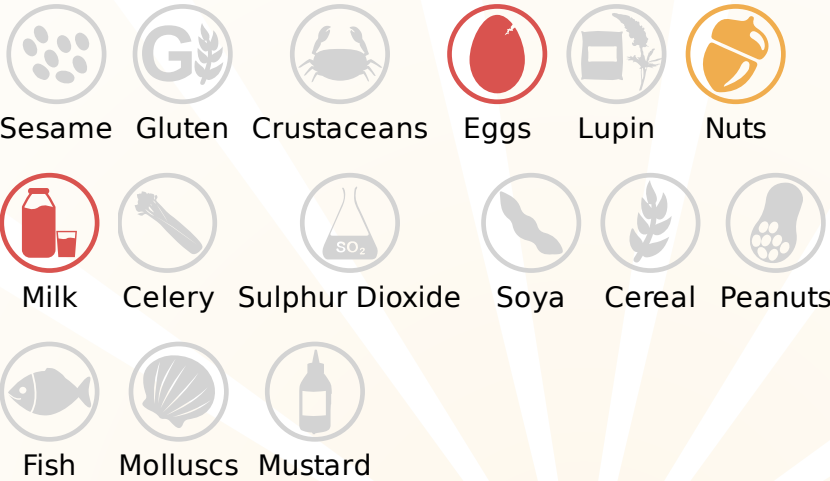 G
Sesame Gluten Crustaceans Eggs Lupin Nuts
SO₂
Milk Celery Sulphur Dioxide Soya Cereal Peanuts
Fish Molluscs Mustard